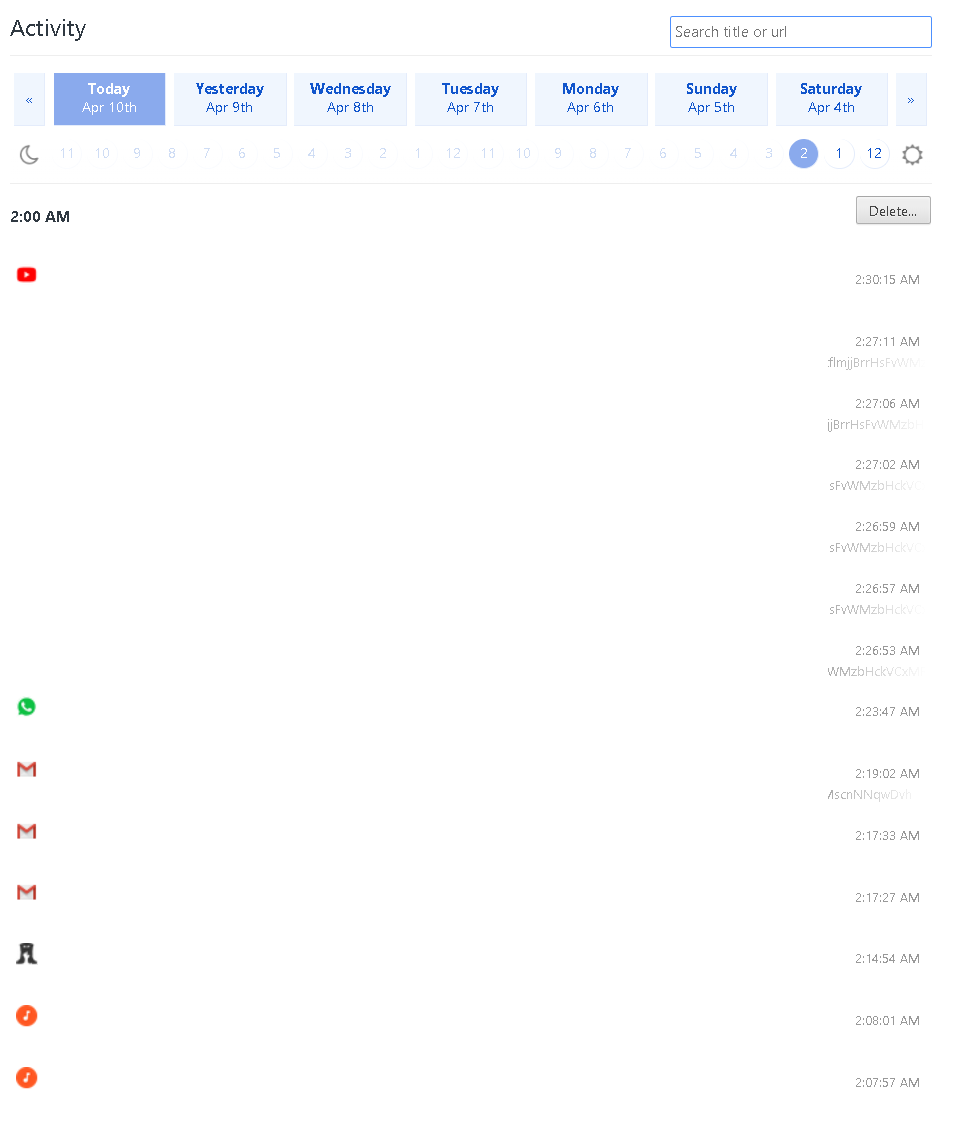 Activity
Search title or url
«
Today
Apr 10th
Yesterday
Apr 9th
Wednesday
Apr 8th
Tuesday
Apr 7th
Monday
Apr 6th
Sunday
Apr 5th
Saturday
Apr 4th
»
11 10 9 8 7 6 5 4 3 2 1 12 11 10 9 8 7 6 5 4 3 2 1 12
2:00 AM
Delete...
2:30:15 AM
2:27:11 AM
2:27:06 AM
2:27:02 AM
sFvWMzbHckV
2:26:59 AM
sFvWMzbHckV
2:26:57 AM
sFvWMzbHckV
2:26:53 AM
WMzbHckVCxM
2:23:47 AM
2:19:02 AM
2:17:33 AM
2:17:27 AM
2:14:54 AM
2:08:01 AM
2:07:57 AM